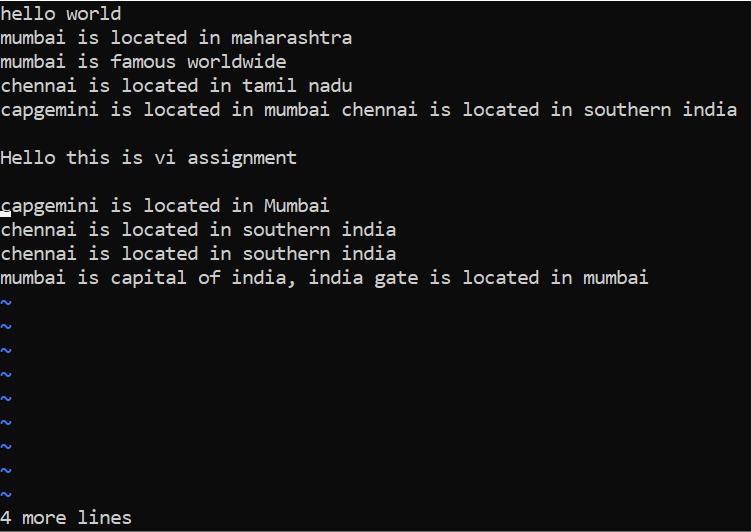 hello world
mumbai is located in maharashtra
mumbai is famous worldwide
chennai is located in tamil nadu
capgemini is located in mumbai chennai is located in southern india

Hello this is vi assignment

capgemini is located in Mumbai
chennai is located in southern india
chennai is located in southern india
mumbai is capital of india, india gate is located in mumbai
~
~
~
~
~
~
~
~
~
4 more lines